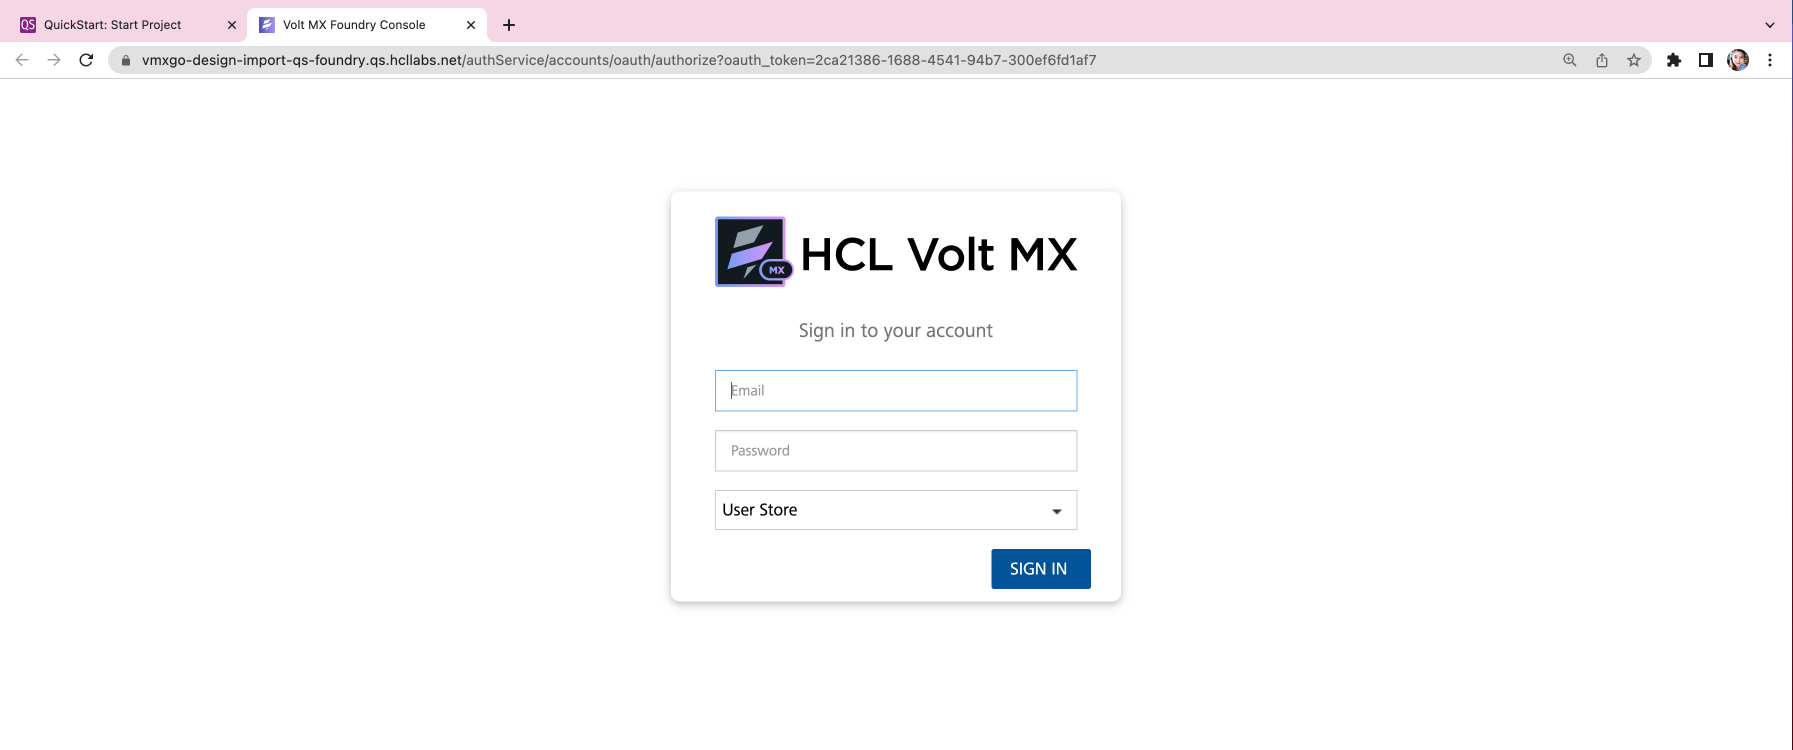 QuickStart: Start Project
Volt MX Foundry Console
vmxgo-design-import-qs-foundry.qs.hcllabs.net/authService/accounts/oauth/authorize?oauth_token=2ca21386-1688-4541-94b7-300ef6fd1af7
MX
HCL Volt MX
Sign in to your account
Email
Password
User Store
SIGN IN